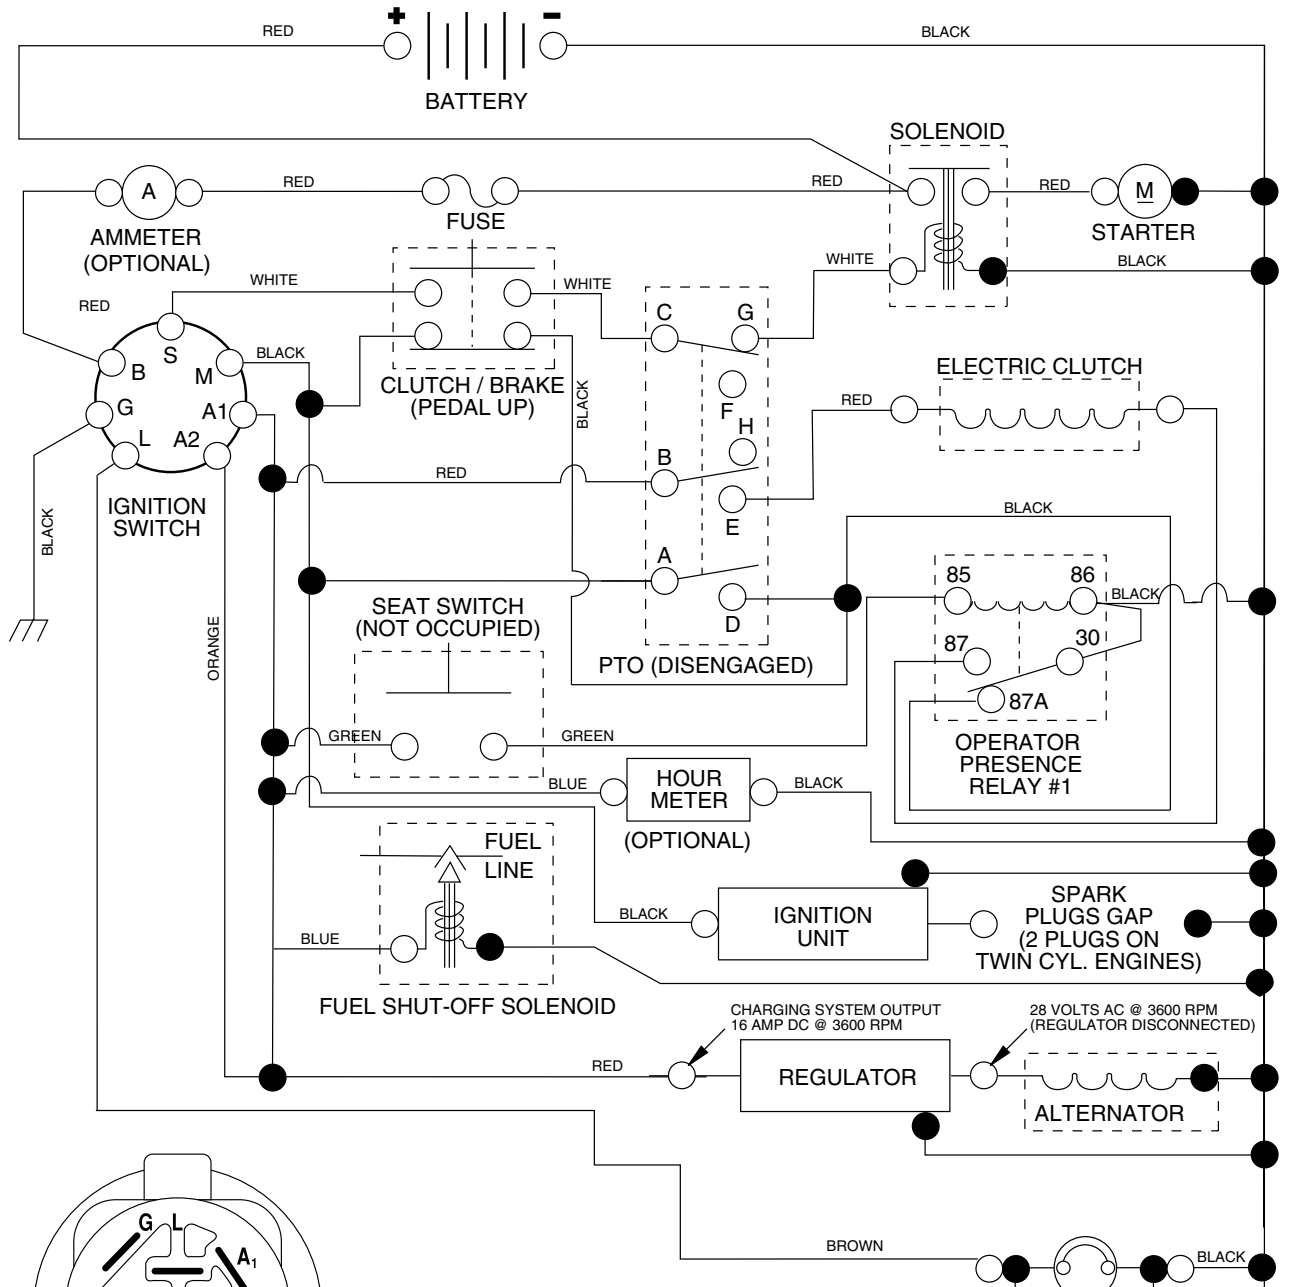 +
-
RED
BLACK
BATTERY
SOLENOID
A
RED
RED
RED
M
FUSE
AMMETER
(OPTIONAL)
STARTER
WHITE
BLACK
WHITE
WHITE
RED
C
G
S
BLACK
B
M
ELECTRIC CLUTCH
CLUTCH / BRAKE
(PEDAL UP)
BLACK
F
RED
G
A1
H
L
A2
B
RED
IGNITION
SWITCH
BLACK
E
BLACK
A
85
86
BLACK
SEAT SWITCH
(NOT OCCUPIED)
D
ORANGE
87
30
PTO (DISENGAGED)
87A
GREEN
GREEN
OPERATOR
PRESENCE
RELAY #1
BLUE
HOUR
METER
BLACK
(OPTIONAL)
FUEL
LINE
SPARK
PLUGS GAP
(2 PLUGS ON
TWIN CYL. ENGINES)
BLACK
IGNITION
UNIT
BLUE
FUEL SHUT-OFF SOLENOID
CHARGING SYSTEM OUTPUT
16 AMP DC @ 3600 RPM
28 VOLTS AC @ 3600 RPM
(REGULATOR DISCONNECTED)
RED
REGULATOR
ALTERNATOR
G
L
A1
BROWN
BLACK